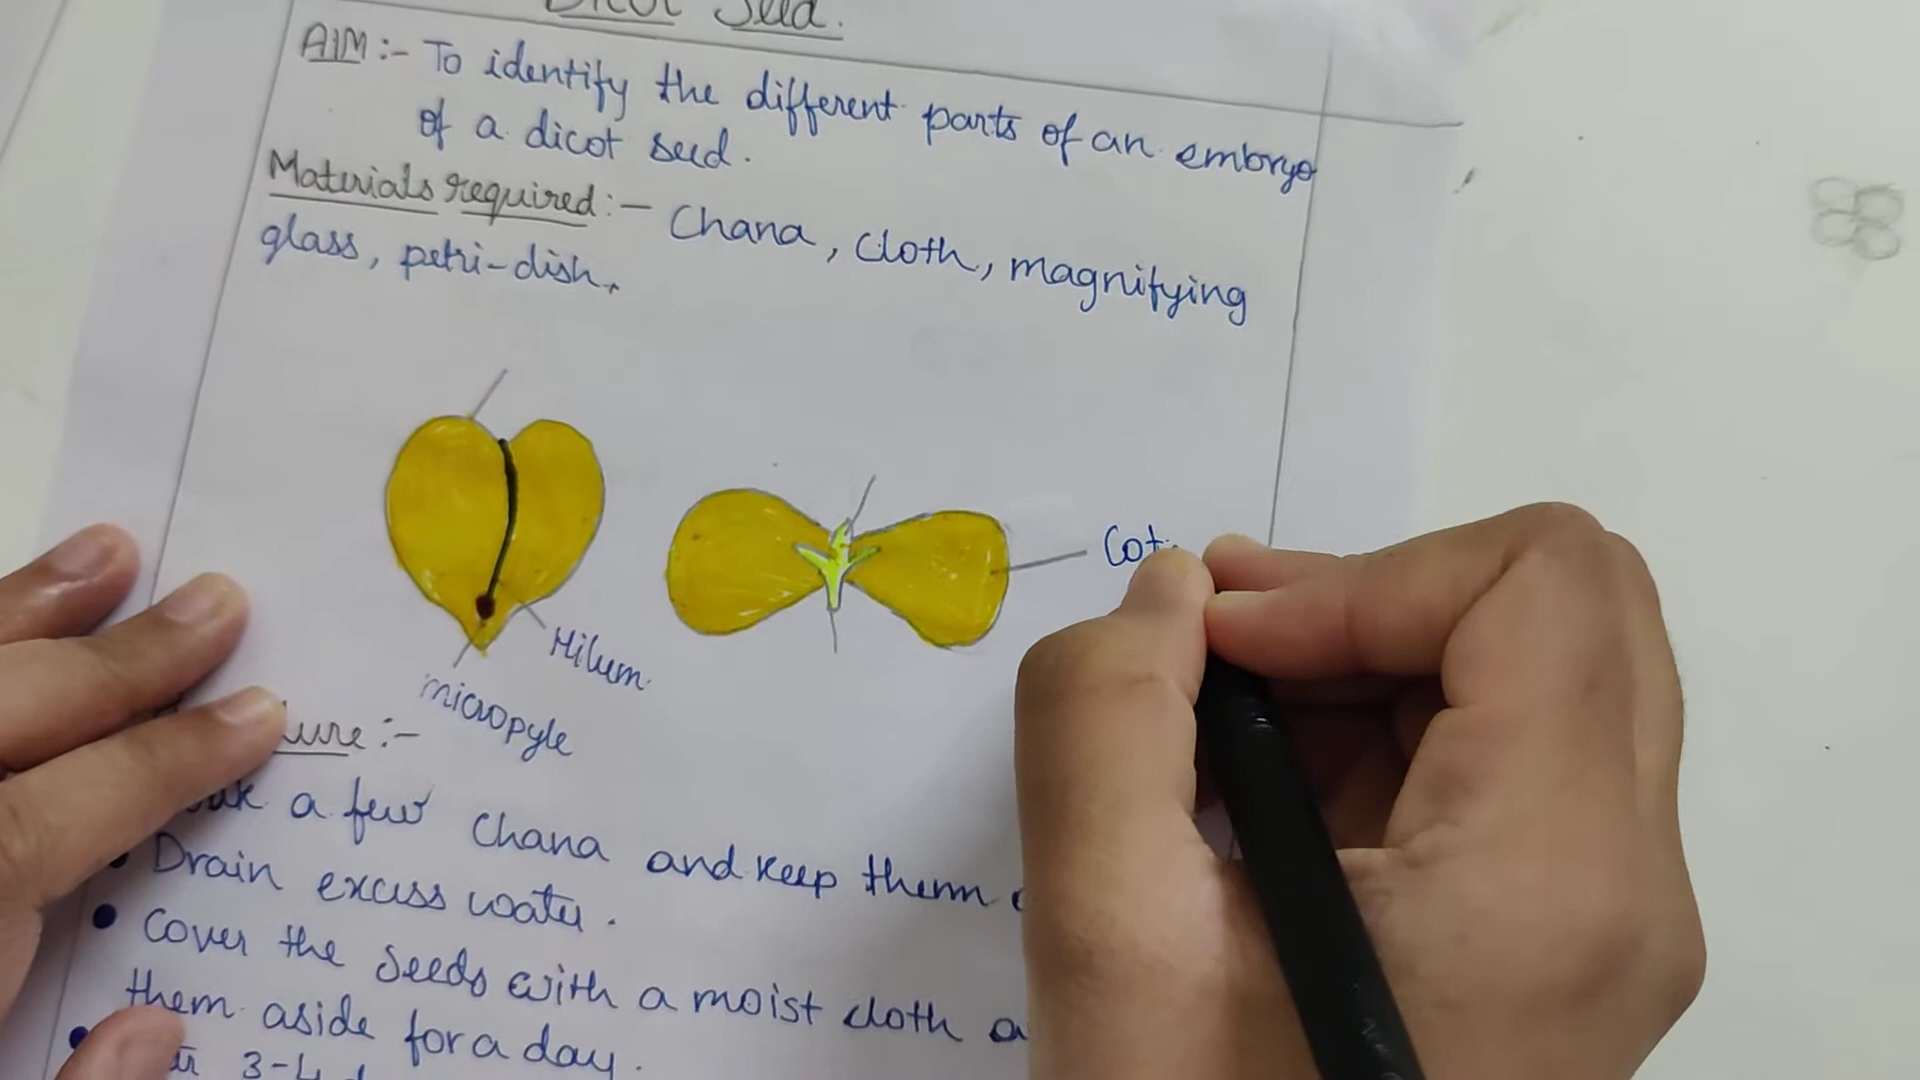 Dicot Seed.
AIM :- To identify the different parts of an embryo
of a dicot seed.
Materials required :- Chana, cloth, magnifying
glass, petri-dish.
Cot
Hilum
micropyle
ure :-
a few Chana and keep them
Drain excess water.
• Cover the seeds with a moist cloth a
them aside for a day.
3-4